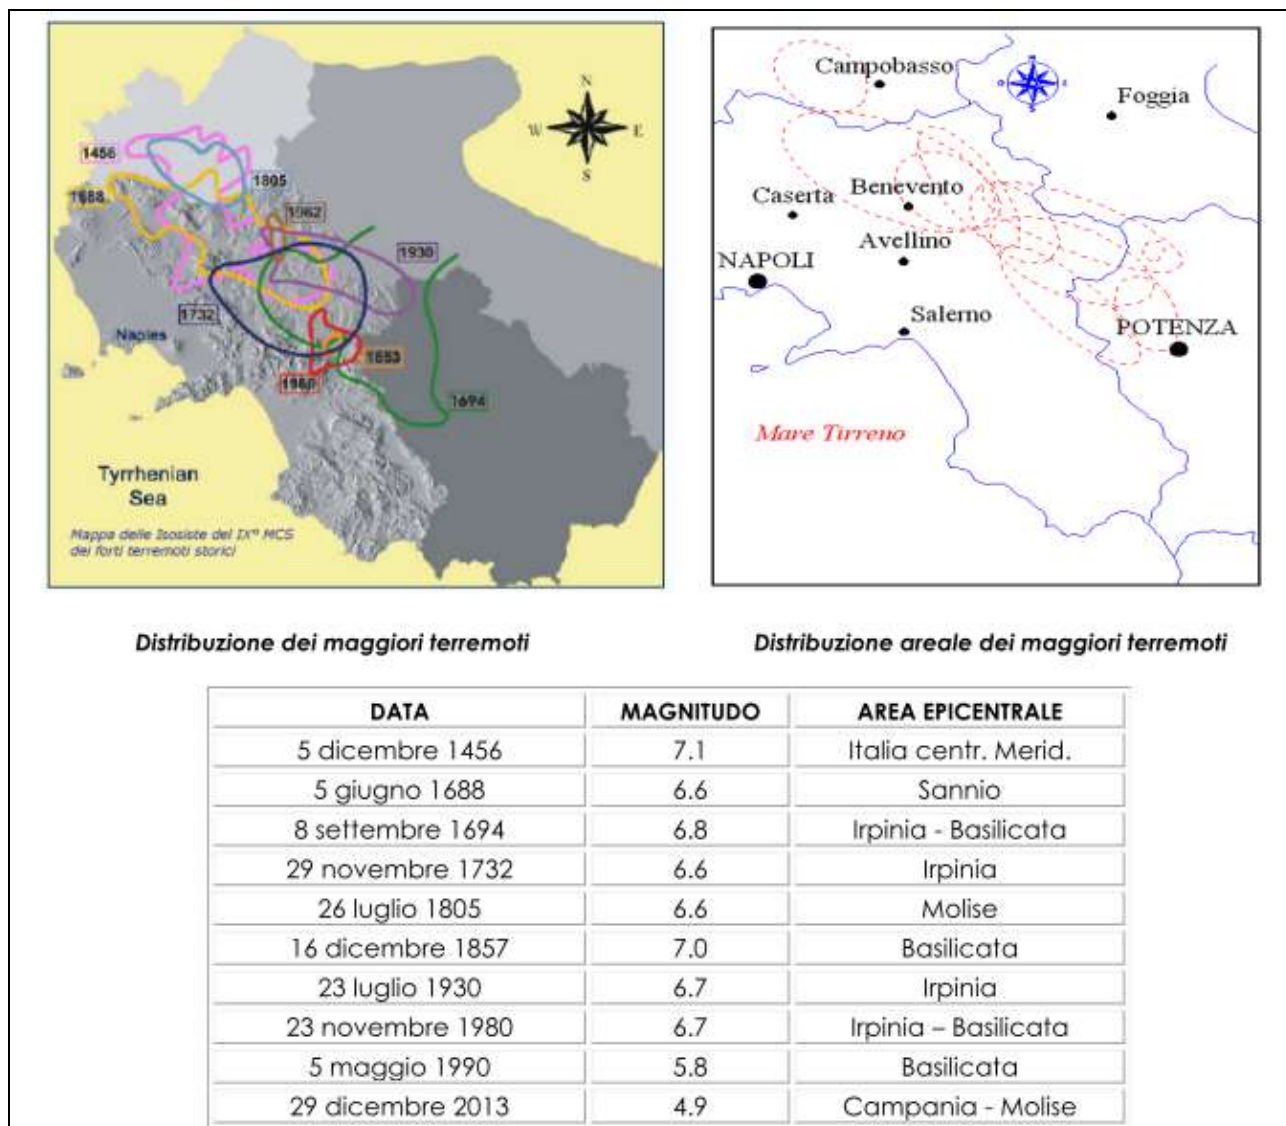 N
W E
S
1456
1805
1688
1962
1930
1732
Naples
1980
1694
Tyrrhenian
Sea
Mappa delle Isosiste del IX° MCS
dei forti terremoti storici
Campobasso
Foggia
Benevento
Caserta
Avellino
NAPOLI
Salerno
POTENZA
Mare Tirreno
Distribuzione dei maggiori terremoti
Distribuzione areale dei maggiori terremoti
DATA MAGNITUDO AREA EPICENTRALE
5 dicembre 1456 7.1 Italia centr. Merid.
5 giugno 1688 6.6 Sannio
8 settembre 1694 6.8 Irpinia - Basilicata
29 novembre 1732 6.6 Irpinia
26 luglio 1805 6.6 Molise
16 dicembre 1857 7.0 Basilicata
23 luglio 1930 6.7 Irpinia
23 novembre 1980 6.7 Irpinia – Basilicata
5 maggio 1990 5.8 Basilicata
29 dicembre 2013 4.9 Campania - Molise